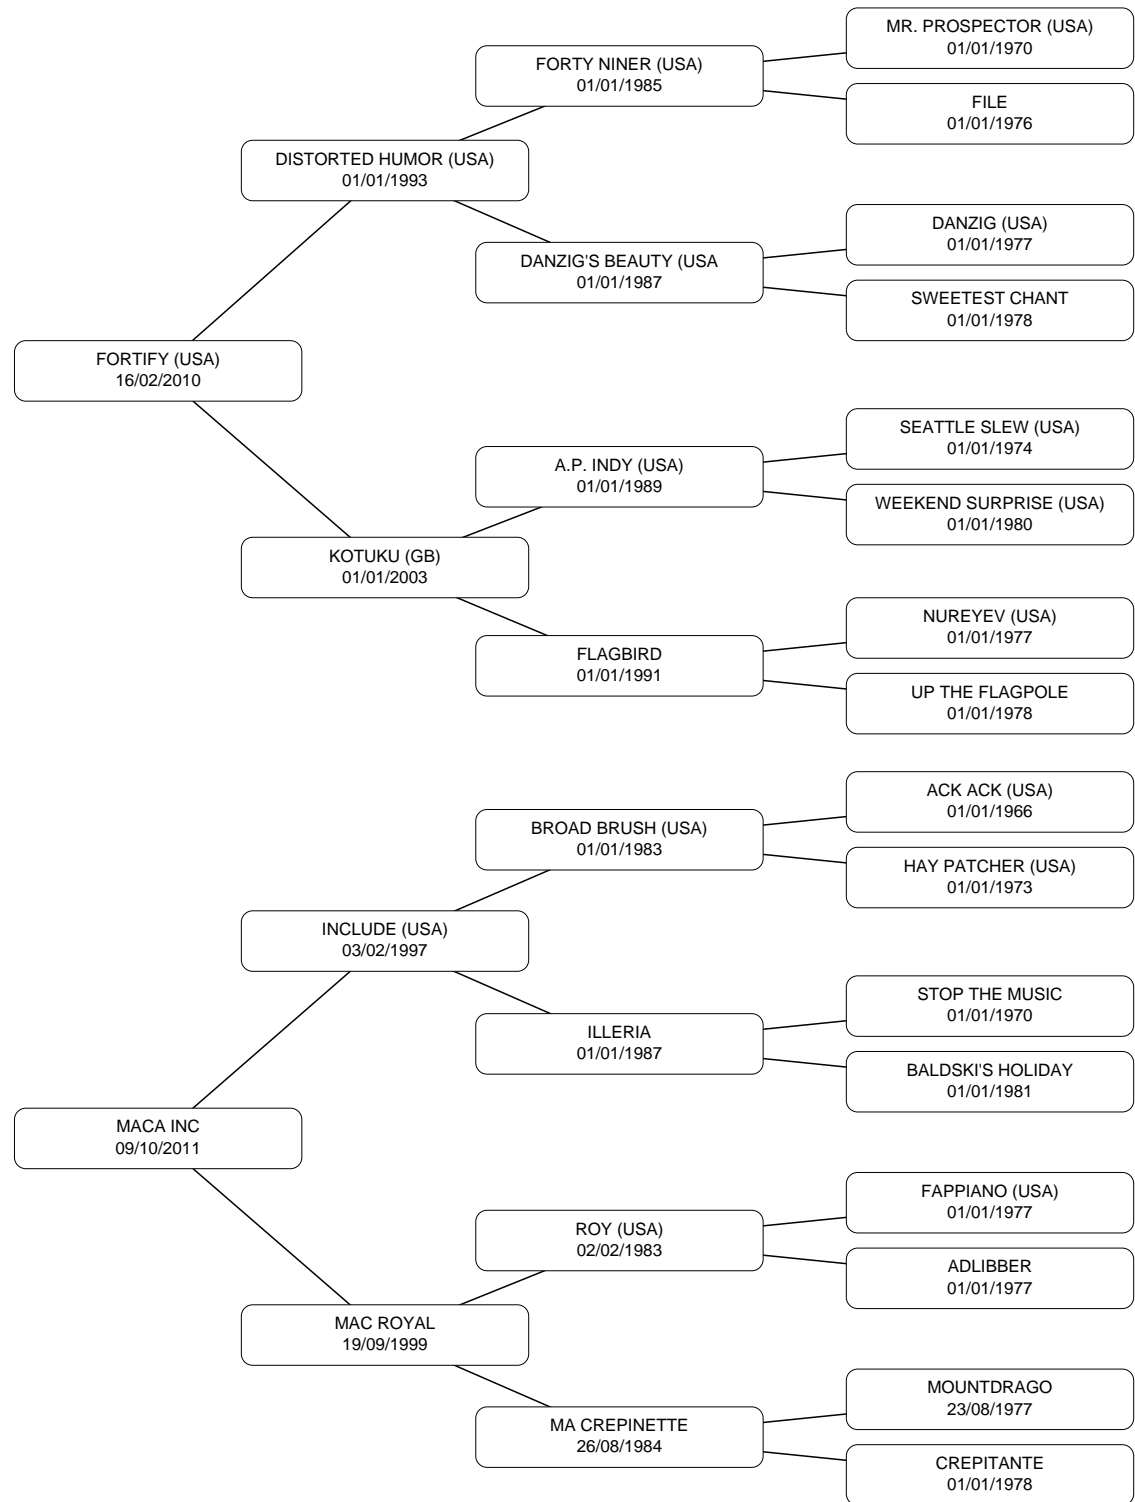 MR. PROSPECTOR (USA)
01/01/1970
FORTY NINER (USA)
01/01/1985
FILE
01/01/1976
DISTORTED HUMOR (USA)
01/01/1993
DANZIG (USA)
01/01/1977
DANZIG'S BEAUTY (USA
01/01/1987
SWEETEST CHANT
01/01/1978
FORTIFY (USA)
16/02/2010
SEATTLE SLEW (USA)
01/01/1974
A.P. INDY (USA)
01/01/1989
WEEKEND SURPRISE (USA)
01/01/1980
KOTUKU (GB)
01/01/2003
NUREYEV (USA)
01/01/1977
FLAGBIRD
01/01/1991
UP THE FLAGPOLE
01/01/1978
ACK ACK (USA)
01/01/1966
BROAD BRUSH (USA)
01/01/1983
HAY PATCHER (USA)
01/01/1973
INCLUDE (USA)
03/02/1997
STOP THE MUSIC
01/01/1970
ILLERIA
01/01/1987
BALDSKI'S HOLIDAY
01/01/1981
MACA INC
09/10/2011
FAPPIANO (USA)
01/01/1977
ROY (USA)
02/02/1983
ADLIBBER
01/01/1977
MAC ROYAL
19/09/1999
MOUNTDRAGO
23/08/1977
MA CREPINETTE
26/08/1984
CREPITANTE
01/01/1978